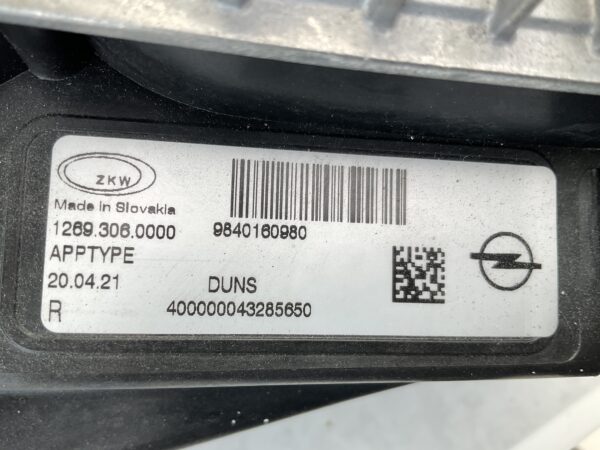 ZKW
Made in Slovakia
1269.306.0000 9840160980
APPTYPE
20.04.21 DUNS
R 400000043285650